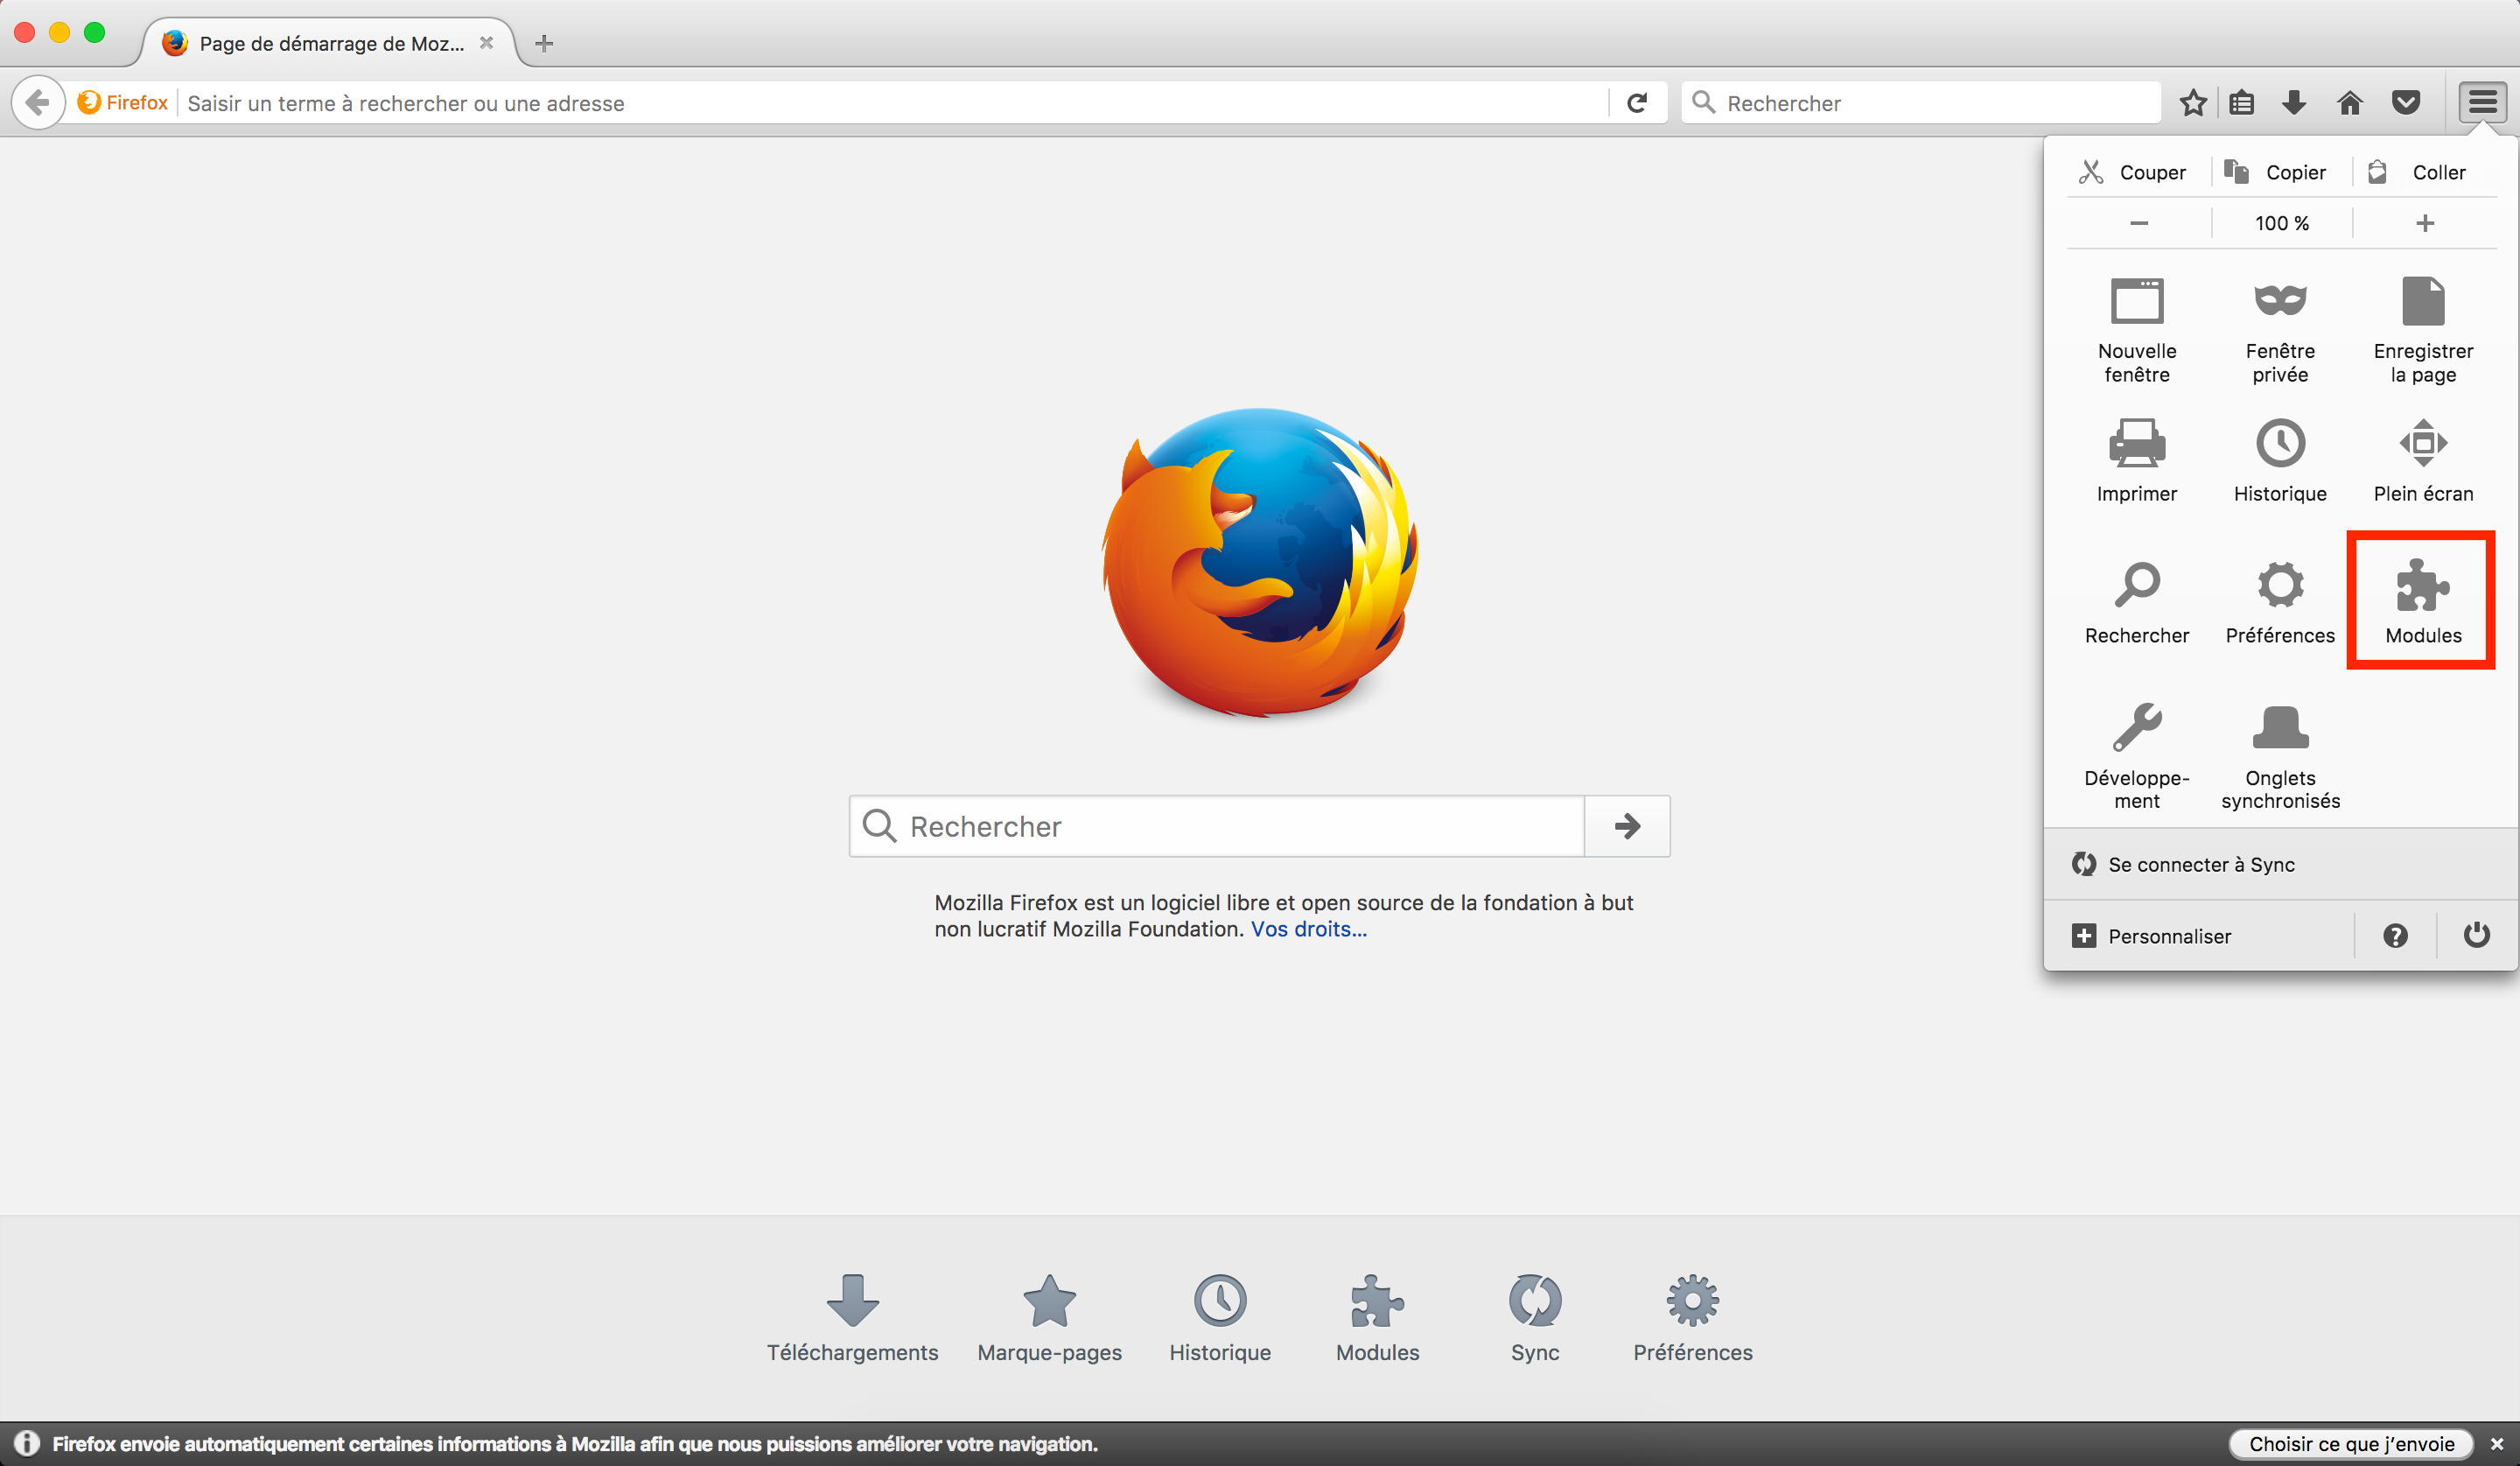 Page de démarrage de Moz...
Firefox
Saisir un terme à rechercher ou une adresse
Rechercher
Couper
Copier
Coller
100 %
Nouvelle
fenêtre
Fenêtre
privée
Enregistrer
la page
Imprimer
Historique
Plein écran
Rechercher
Préférences
Modules
Développe-
ment
Onglets
synchronisés
Se connecter à Sync
Personnaliser
Rechercher
Mozilla Firefox est un logiciel libre et open source de la fondation à but
non lucratif Mozilla Foundation. Vos droits...
Téléchargements
Marque-pages
Historique
Modules
Sync
Préférences
Firefox envoie automatiquement certaines informations à Mozilla afin que nous puissions améliorer votre navigation.
Choisir ce que j’envoie